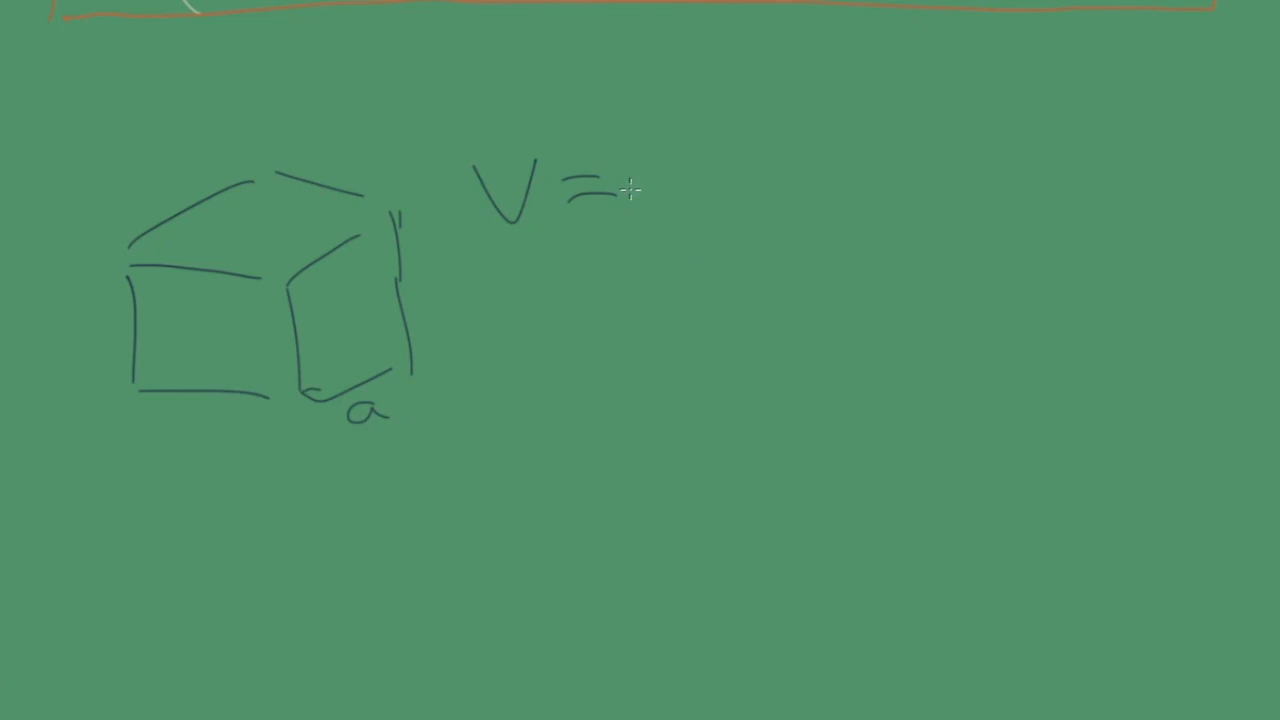 V =
a